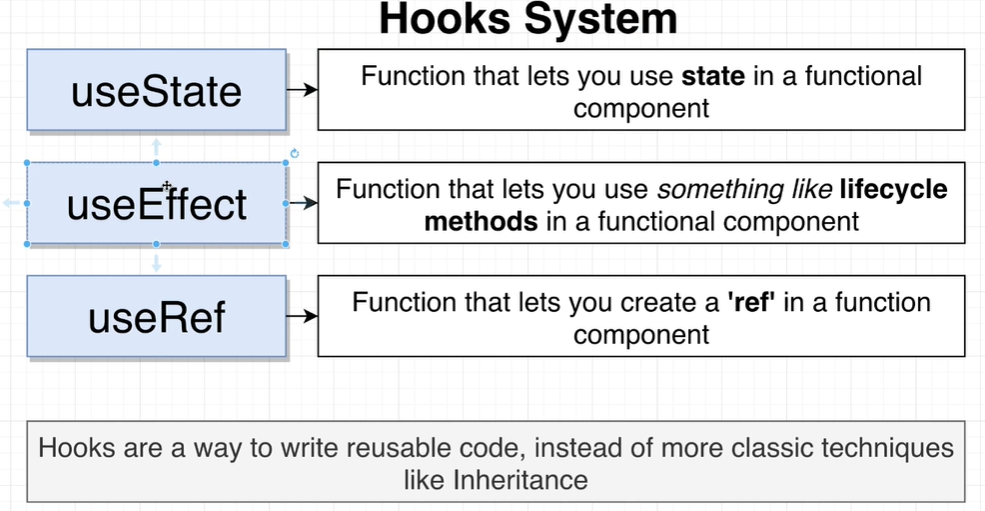 Hooks System
useState
Function that lets you use state in a functional
component
useEffect
Function that lets you use something like lifecycle
methods in a functional component
useRef
Function that lets you create a 'ref' in a function
component
Hooks are a way to write reusable code, instead of more classic techniques
like Inheritance